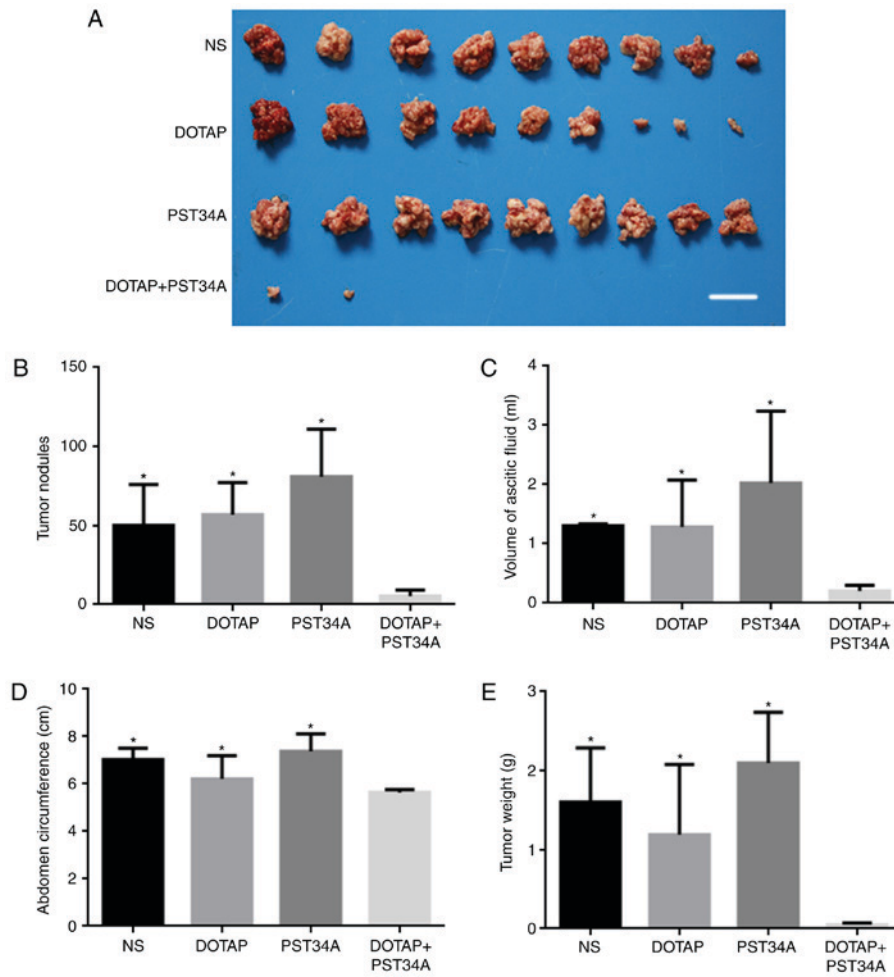 A
NS
DOTAP
PST34A
DOTAP+PST34A
B
150
100
50
0
Tumor nodules
*
*
*
NS
DOTAP
PST34A
DOTAP+
PST34A
C
4
3
2
1
0
Volume of ascitic fluid (ml)
*
*
*
NS
DOTAP
PST34A
DOTAP+
PST34A
D
10
8
6
4
2
0
Abdomen circumference (cm)
*
*
*
NS
DOTAP
PST34A
DOTAP+
PST34A
E
3
2
1
0
Tumor weight (g)
*
*
*
NS
DOTAP
PST34A
DOTAP+
PST34A